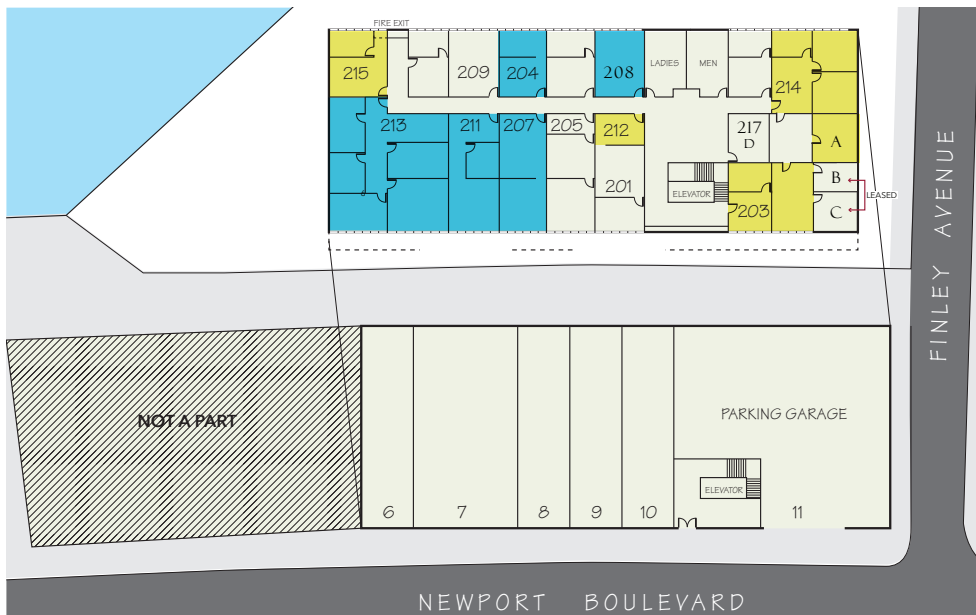 FIRE EXIT
215
209
204
208
LADIES
MEN
214
213
211
207
205
212
217
D
A
201
ELEVATOR
203
B
C
LEASED
FINLEY AVENUE
NOT A PART
PARKING GARAGE
ELEVATOR
6
7
8
9
10
11
NEWPORT BOULEVARD